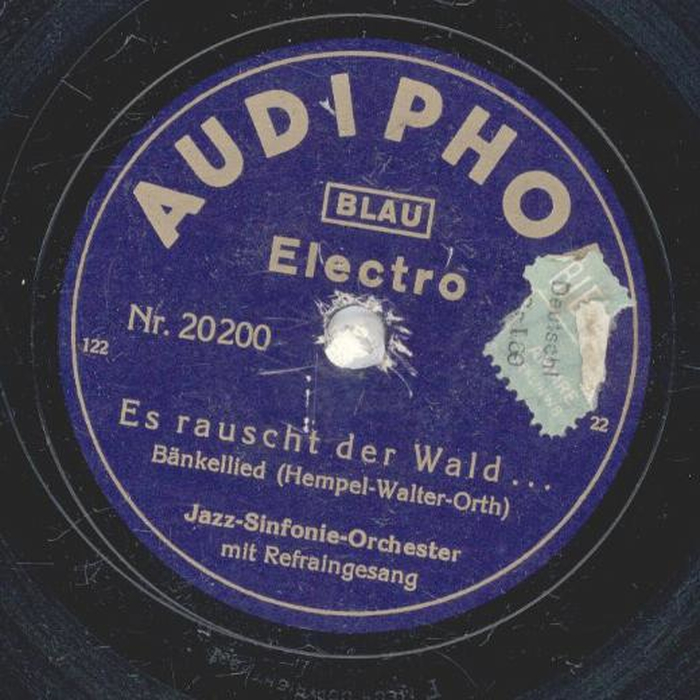 AUDIPHO
BLAU
Electro
Nr. 20200
122
22
Deutschl
Es rauscht der Wald...
Bänkellied (Hempel-Walter-Orth)
Jazz-Sinfonie-Orchester
mit Refraingesang